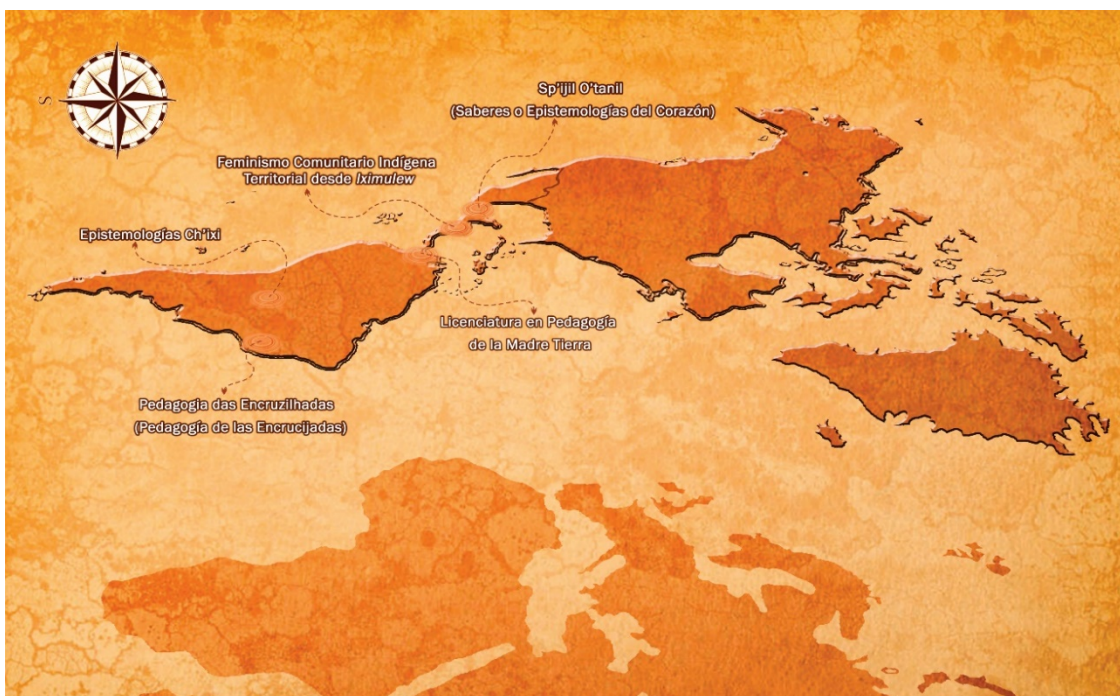 S
Sp'ijil O'tanil
(Saberes o Epistemologías del Corazón)
Feminismo Comunitario Indígena
Territorial desde Iximulew
Epistemologías Ch'ixi
Licenciatura en Pedagogía
de la Madre Tierra
Pedagogia das Encruzilhadas
(Pedagogía de las Encrucijadas)